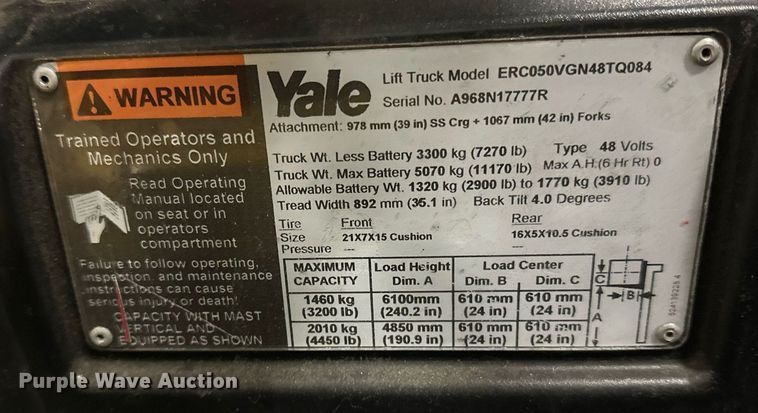 WARNING
Trained Operators and
Mechanics Only
Read Operating
Manual located
on seat or in
operators
compartment
Failure to follow operating,
inspection, and maintenance
instructions can cause
serious injury or death!
CAPACITY WITH MAST
VERTICAL AND
EQUIPPED AS SHOWN
Yale
Lift Truck Model ERC050VGN48TQ084
Serial No. A968N17777R
Attachment: 978 mm (39 in) SS Crg + 1067 mm (42 in) Forks
Truck Wt. Less Battery 3300 kg (7270 lb) Type 48 Volts
Truck Wt. Max Battery 5070 kg (11170 lb) Max A.H.(6 Hr Rt) 0
Allowable Battery Wt. 1320 kg (2900 lb) to 1770 kg (3910 lb)
Tread Width 892 mm (35.1 in) Back Tilt 4.0 Degrees
Tire Front Rear
Size 21X7X15 Cushion 16X5X10.5 Cushion
Pressure --- ---
MAXIMUM CAPACITY Load Height Dim. A Load Center Dim. B Dim. C
1460 kg (3200 lb) 6100mm (240.2 in) 610 mm (24 in) 610 mm (24 in)
2010 kg (4450 lb) 4850 mm (190.9 in) 610 mm (24 in) 610 mm (24 in)
C
B
A
Purple Wave Auction